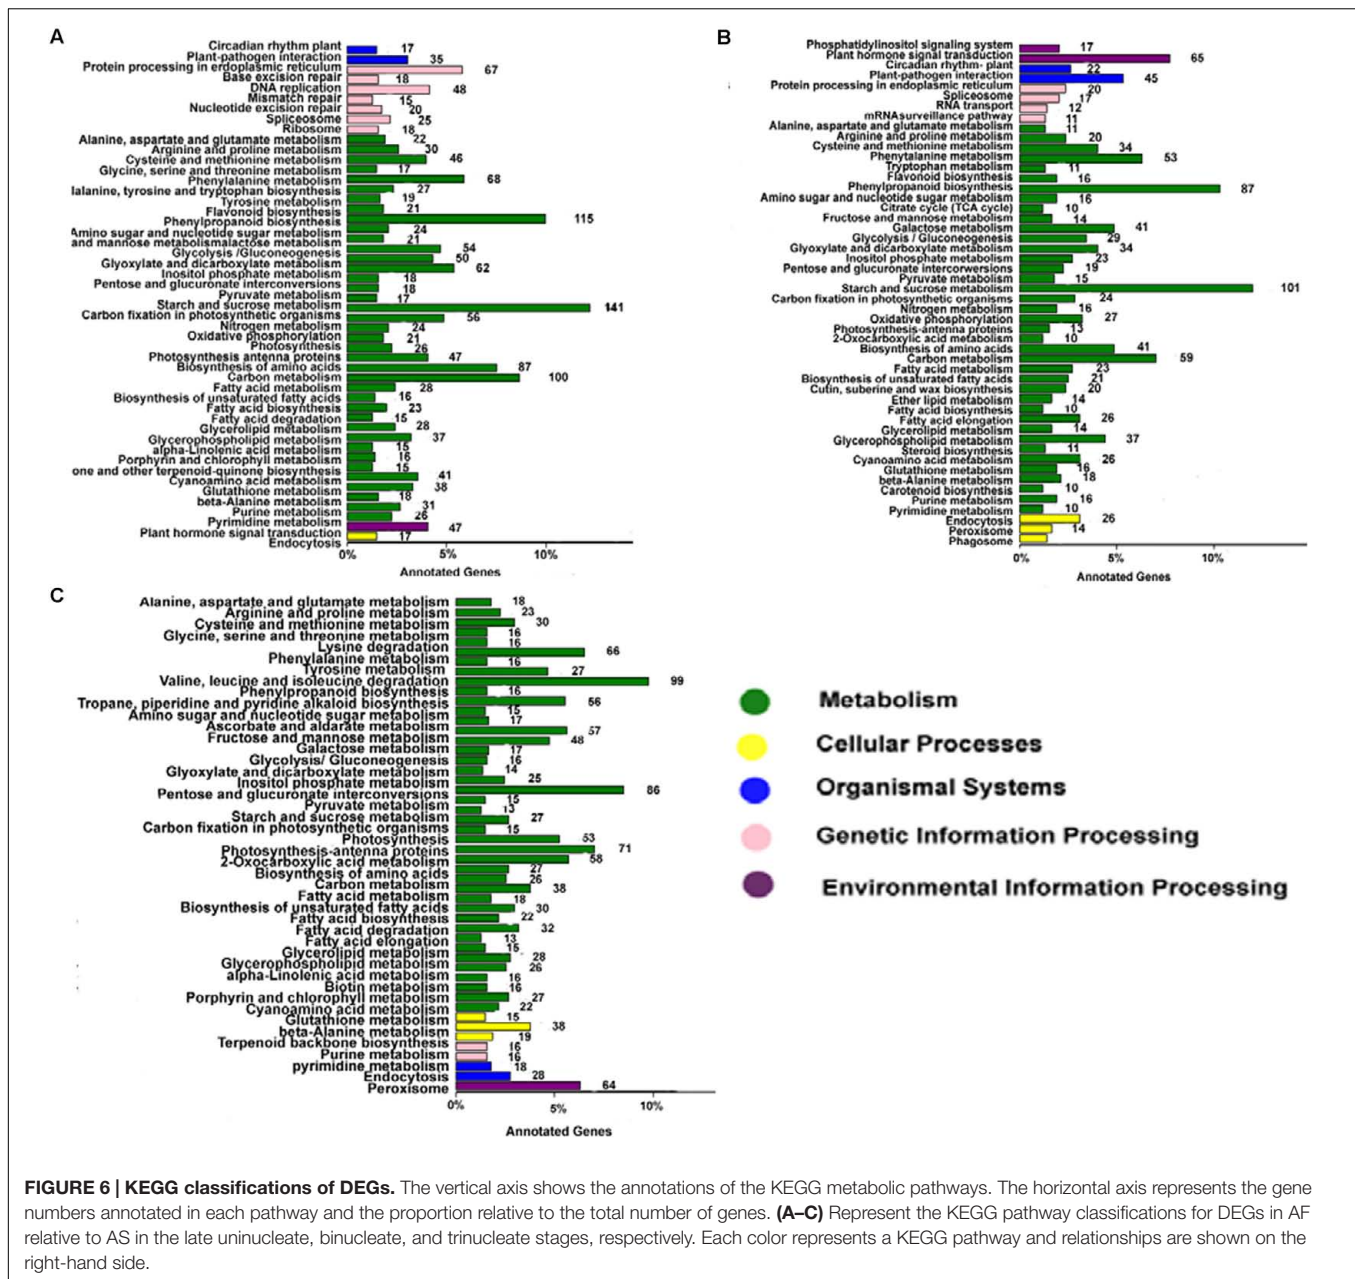 A
Circadian rhythm plant 17
Plant-pathogen interaction 35
Protein processing in endoplasmic reticulum 67
Base excision repair 18
DNA replication 48
Mismatch repair 15
Nucleotide excision repair 20
Spliceosome 25
Ribosome 18
Alanine, aspartate and glutamate metabolism 22
Arginine and proline metabolism 30
Cysteine and methionine metabolism 46
Glycine, serine and threonine metabolism 17
Phenylalanine metabolism 68
lalanine, tyrosine and tryptophan biosynthesis 27
Tyrosine metabolism 19
Flavonoid biosynthesis 21
Phenylpropanoid biosynthesis 115
Amino sugar and nucleotide sugar metabolism 24
and mannose metabolismalactose metabolism 21
Glycolysis /Gluconeogenesis 54
Glyoxylate and dicarboxylate metabolism 50
Inositol phosphate metabolism 62
Pentose and glucuronate interconversions 18
Pyruvate metabolism 18
Starch and sucrose metabolism 17
Carbon fixation in photosynthetic organisms 141
Nitrogen metabolism 56
Oxidative phosphorylation 24
Photosynthesis 21
Photosynthesis antenna proteins 26
Biosynthesis of amino acids 47
Carbon metabolism 87
Fatty acid metabolism 100
Biosynthesis of unsaturated fatty acids 28
Fatty acid biosynthesis 16
Fatty acid degradation 23
Glycerolipid metabolism 15
Glycerophospholipid metabolism 28
alpha-Linolenic acid metabolism 37
Porphyrin and chlorophyll metabolism 15
one and other terpenoid-quinone biosynthesis 16
Cyanoamino acid metabolism 15
Glutathione metabolism 41
beta-Alanine metabolism 38
Purine metabolism 18
Pyrimidine metabolism 31
Plant hormone signal transduction 26
Endocytosis 47
17
0% 5% 10%
Annotated Genes
B
Phosphatidylinositol signaling system 17
Plant hormone signal transduction 65
Circadian rhythm- plant 22
Plant-pathogen interaction 45
Protein processing in endoplasmic reticulum 20
Spliceosome 17
RNA transport 12
mRNAsurveillance pathway 11
Alanine, aspartate and glutamate metabolism 11
Arginine and proline metabolism 20
Cysteine and methionine metabolism 34
Phenytalanine metabolism 53
Tryptophan metabolism 11
Flavonoid biosynthesis 16
Phenylpropanoid biosynthesis 87
Amino sugar and nucleotide sugar metabolism 16
Citrate cycle (TCA cycle) 10
Fructose and mannose metabolism 14
Galactose metabolism 41
Glycolysis / Gluconeogenesis 29
Glyoxylate and dicarboxylate metabolism 34
Inositol phosphate metabolism 23
Pentose and glucuronate intercorwersions 19
Pyruvate metabolism 15
Starch and sucrose metabolism 101
Carbon fixation in photosynthetic organisms 24
Nitrogen metabolism 16
Oxidative phosphorylation 27
Photosynthesis-antenna proteins 13
2-Oxocarboxylic acid metabolism 10
Biosynthesis of amino acids 41
Carbon metabolism 59
Fatty acid metabolism 23
Biosynthesis of unsaturated fatty acids 21
Cutin, suberine and wax biosynthesis 20
Ether lipid metabolism 14
Fatty acid biosynthesis 10
Fatty acid elongation 26
Glycerolipid metabolism 14
Glycerophospholipid metabolism 37
Steroid biosynthesis 11
Cyanoamino acid metabolism 26
Glutathione metabolism 16
beta-Alanine metabolism 18
Carotenoid biosynthesis 10
Purine metabolism 16
Pyrimidine metabolism 10
Endocytosis 26
Peroxisome 14
Phagosome
0% 5% 10%
Annotated Genes
C
Alanine, aspartate and glutamate metabolism 18
Arginine and proline metabolism 23
Cysteine and methionine metabolism 30
Glycine, serine and threonine metabolism 16
Lysine degradation 16
Phenylalanine metabolism 66
Tyrosine metabolism 16
Valine, leucine and isoleucine degradation 27
Phenylpropanoid biosynthesis 99
Tropane, piperidine and pyridine alkaloid biosynthesis 16
Amino sugar and nucleotide sugar metabolism 56
Ascorbate and aldarate metabolism 15
Fructose and mannose metabolism 17
Galactose metabolism 57
Glycolysis/ Gluconeogenesis 48
Glyoxylate and dicarboxylate metabolism 17
Inositol phosphate metabolism 16
Pentose and glucuronate interconversions 14
Pyruvate metabolism 25
Starch and sucrose metabolism 86
Carbon fixation in photosynthetic organisms 15
Photosynthesis 13
Photosynthesis-antenna proteins 27
2-Oxocarboxylic acid metabolism 15
Biosynthesis of amino acids 53
Carbon metabolism 71
Fatty acid metabolism 58
Biosynthesis of unsaturated fatty acids 27
Fatty acid biosynthesis 26
Fatty acid degradation 38
Fatty acid elongation 18
Glycerolipid metabolism 30
Glycerophospholipid metabolism 22
alpha-Linolenic acid metabolism 32
Biotin metabolism 13
Porphyrin and chlorophyll metabolism 15
Cyanoamino acid metabolism 28
Glutathione metabolism 26
beta-Alanine metabolism 16
Terpenoid backbone biosynthesis 16
Purine metabolism 27
pyrimidine metabolism 22
Endocytosis 15
Peroxisome 38
19
16
16
18
28
64
0% 5% 10%
Annotated Genes
Metabolism
Cellular Processes
Organismal Systems
Genetic Information Processing
Environmental Information Processing
FIGURE 6 | KEGG classifications of DEGs. The vertical axis shows the annotations of the KEGG metabolic pathways. The horizontal axis represents the gene
numbers annotated in each pathway and the proportion relative to the total number of genes. (A–C) Represent the KEGG pathway classifications for DEGs in AF
relative to AS in the late uninucleate, binucleate, and trinucleate stages, respectively. Each color represents a KEGG pathway and relationships are shown on the
right-hand side.